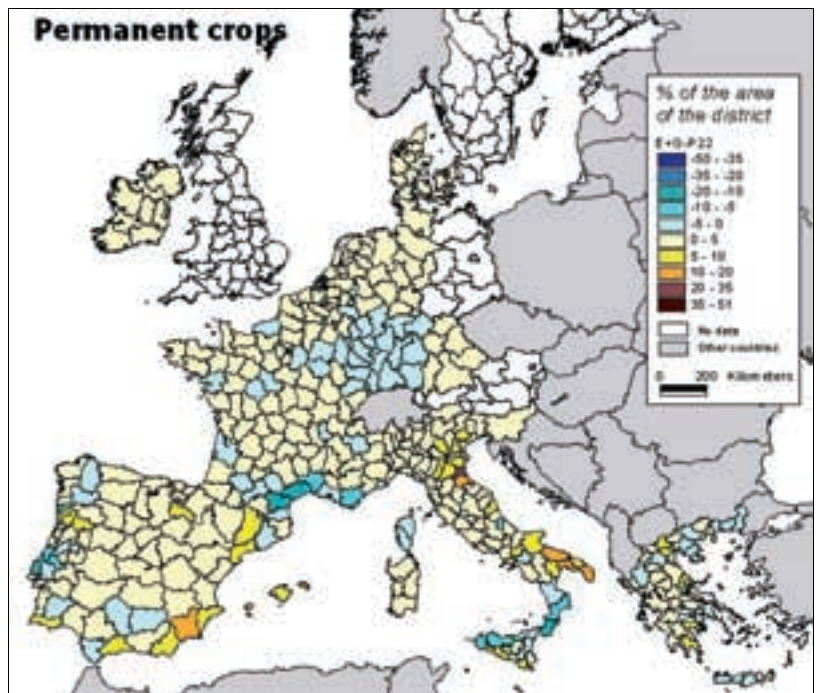 Permanent crops
% of the area
of the district
-50 - -35
-35 - -20
-20 - -10
-10 - -5
-5 - 0
0 - 5
5 - 10
10 - 20
20 - 35
35 - 51
No data
Other countries
0 200 Kilometers